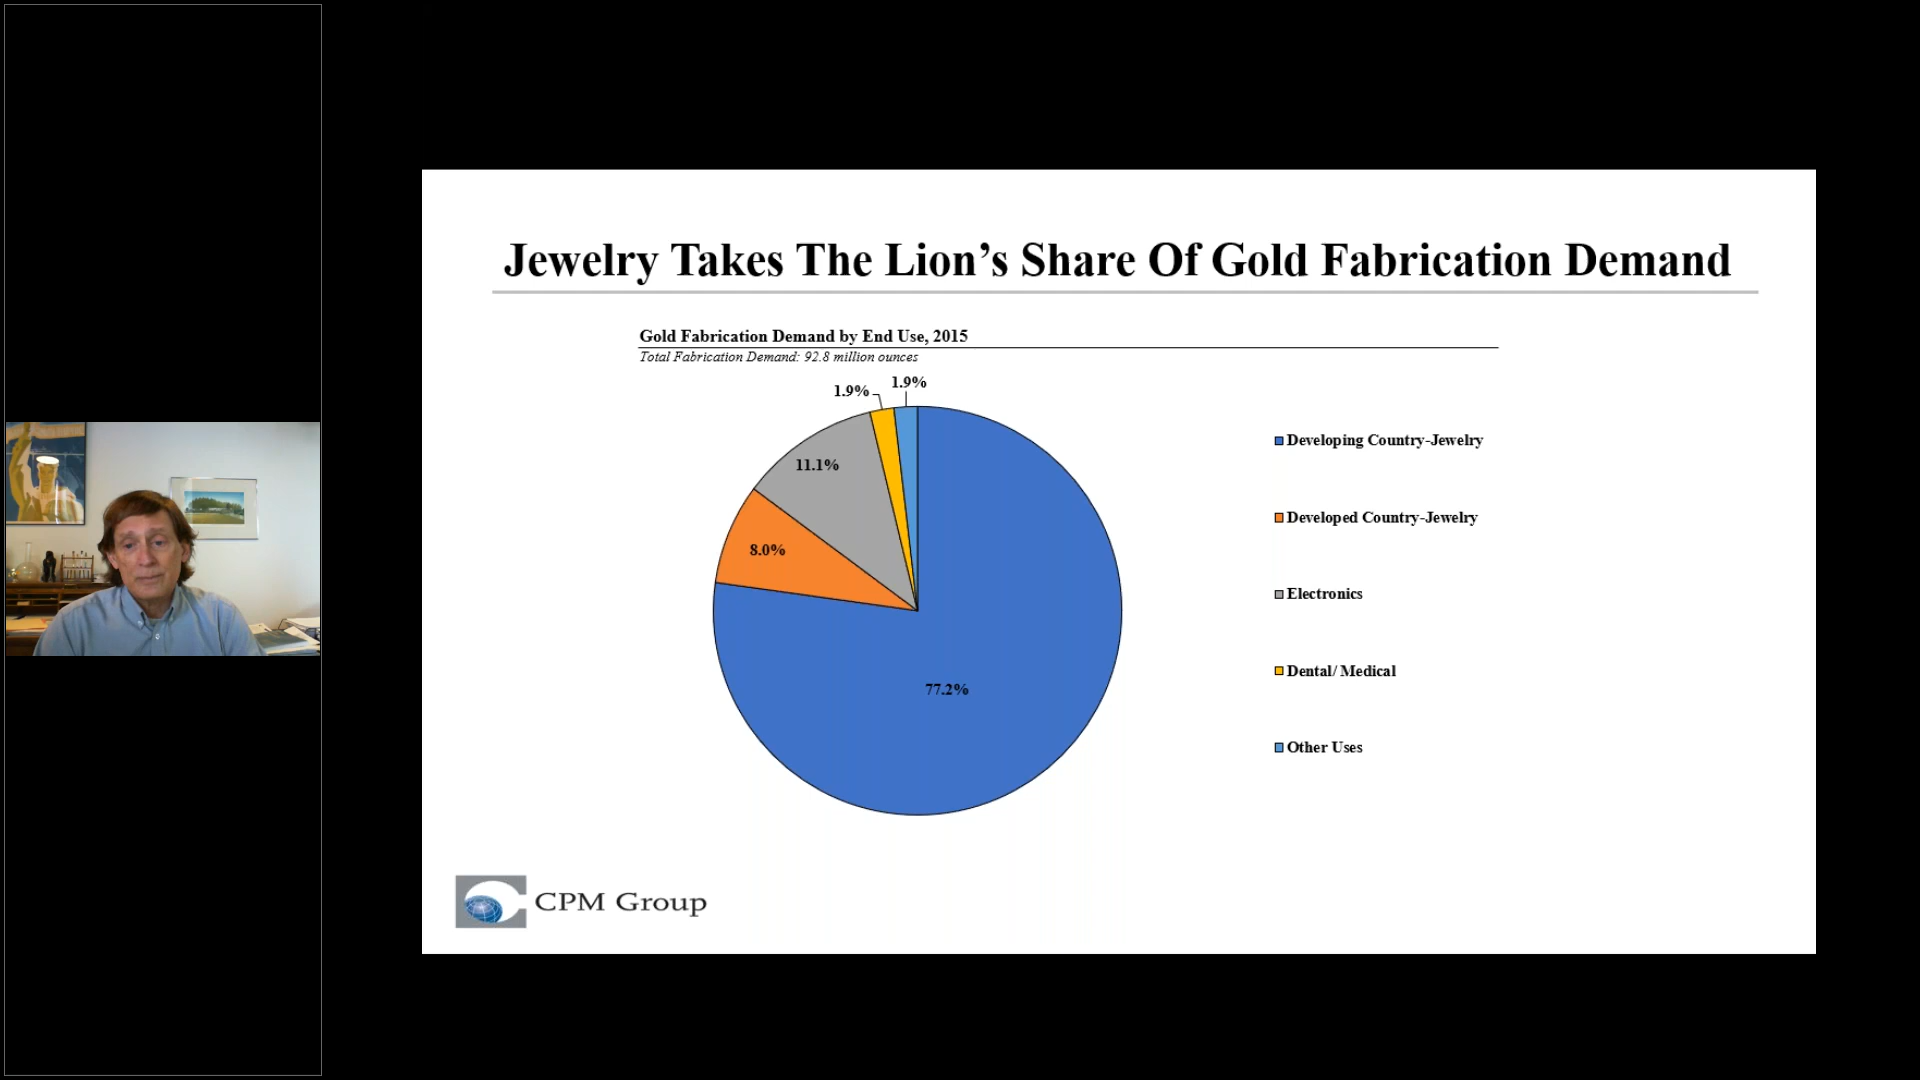 Jewelry Takes The Lion’s Share Of Gold Fabrication Demand
Gold Fabrication Demand by End Use, 2015
Total Fabrication Demand: 92.8 million ounces
1.9%
1.9%
11.1%
8.0%
77.2%
Developing Country-Jewelry
Developed Country-Jewelry
Electronics
Dental/ Medical
Other Uses
CPM Group